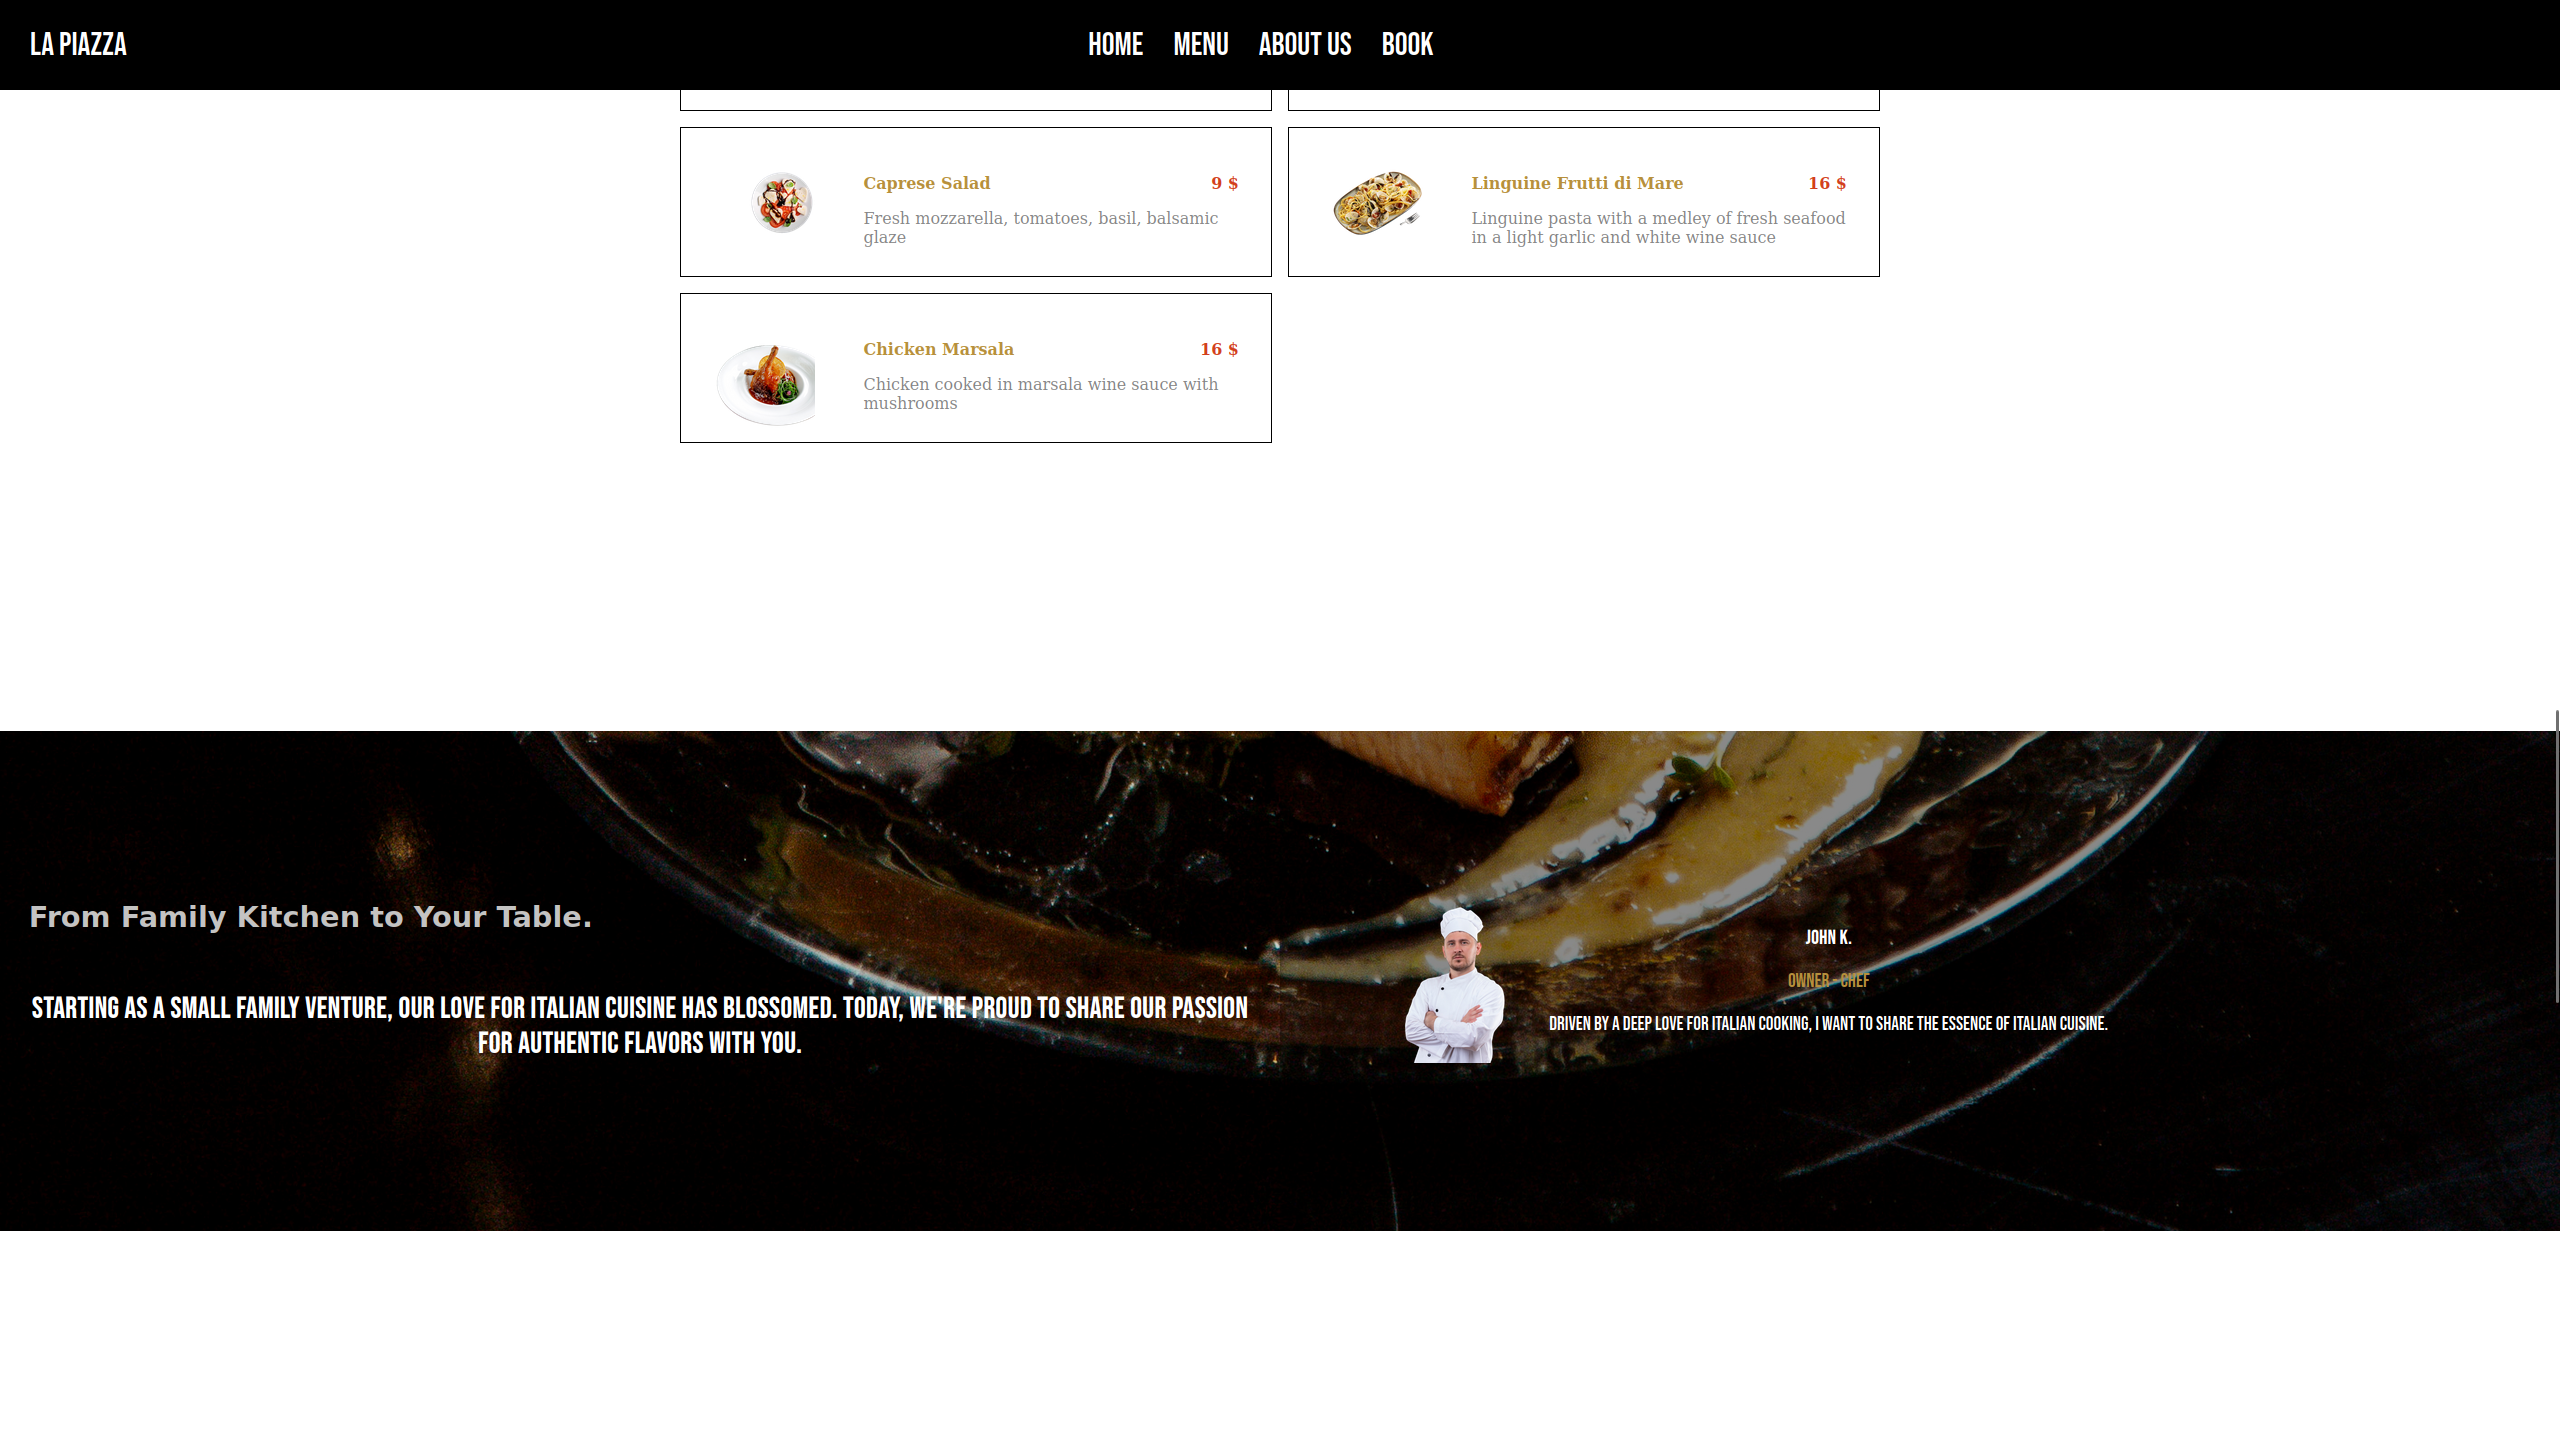 LA PIAZZA
HOME MENU ABOUT US BOOK
Caprese Salad 9 $
Fresh mozzarella, tomatoes, basil, balsamic
glaze
Linguine Frutti di Mare 16 $
Linguine pasta with a medley of fresh seafood
in a light garlic and white wine sauce
Chicken Marsala 16 $
Chicken cooked in marsala wine sauce with
mushrooms
From Family Kitchen to Your Table.
STARTING AS A SMALL FAMILY VENTURE, OUR LOVE FOR ITALIAN CUISINE HAS BLOSSOMED. TODAY, WE'RE PROUD TO SHARE OUR PASSION
FOR AUTHENTIC FLAVORS WITH YOU.
JOHN K.
OWNER - CHEF
DRIVEN BY A DEEP LOVE FOR ITALIAN COOKING, I WANT TO SHARE THE ESSENCE OF ITALIAN CUISINE.